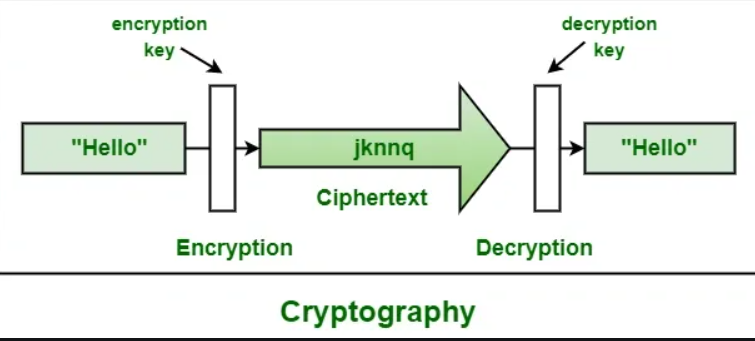 encryption
key
decryption
key
"Hello"
jknnq
"Hello"
Ciphertext
Encryption
Decryption
Cryptography